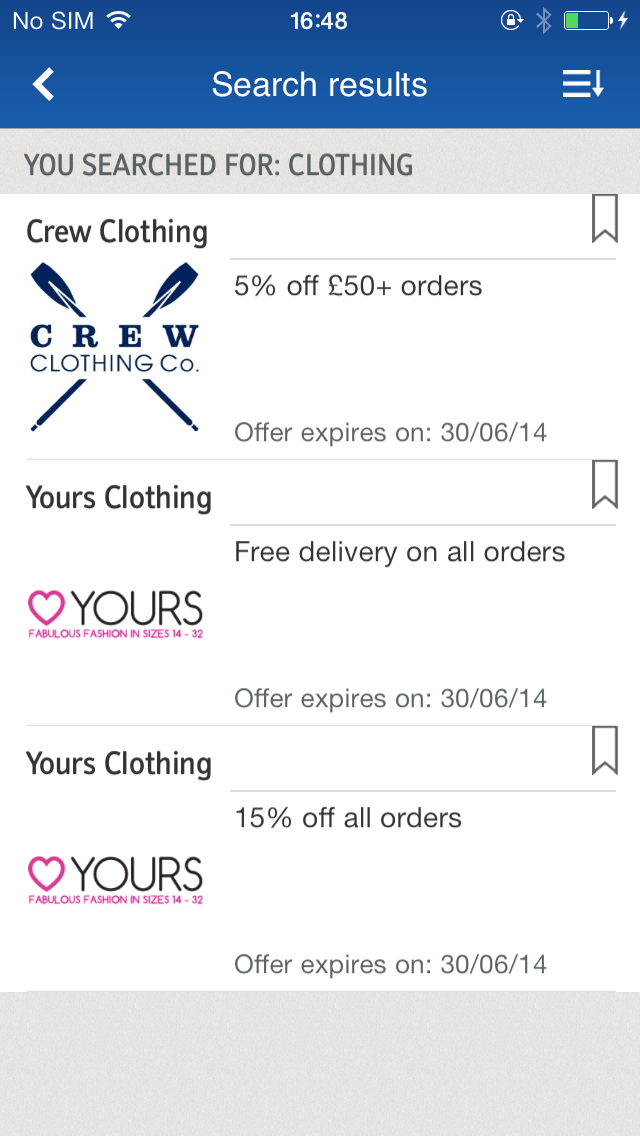 No SIM 16:48
Search results
YOU SEARCHED FOR: CLOTHING
Crew Clothing
5% off £50+ orders
CREW
CLOTHING Co.
Offer expires on: 30/06/14
Yours Clothing
Free delivery on all orders
YOURS
FABULOUS FASHION IN SIZES 14 - 32
Offer expires on: 30/06/14
Yours Clothing
15% off all orders
YOURS
FABULOUS FASHION IN SIZES 14 - 32
Offer expires on: 30/06/14